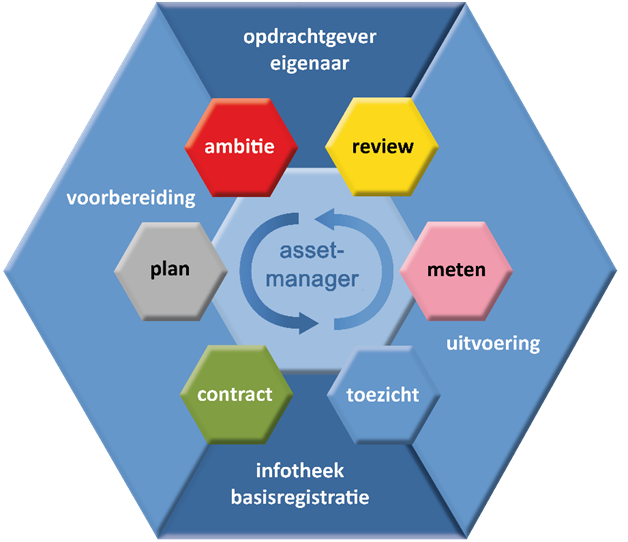 opdrachtgever
eigenaar
ambitie
review
voorbereiding
plan
asset-
manager
meten
uitvoering
contract
toezicht
infotheek
basisregistratie